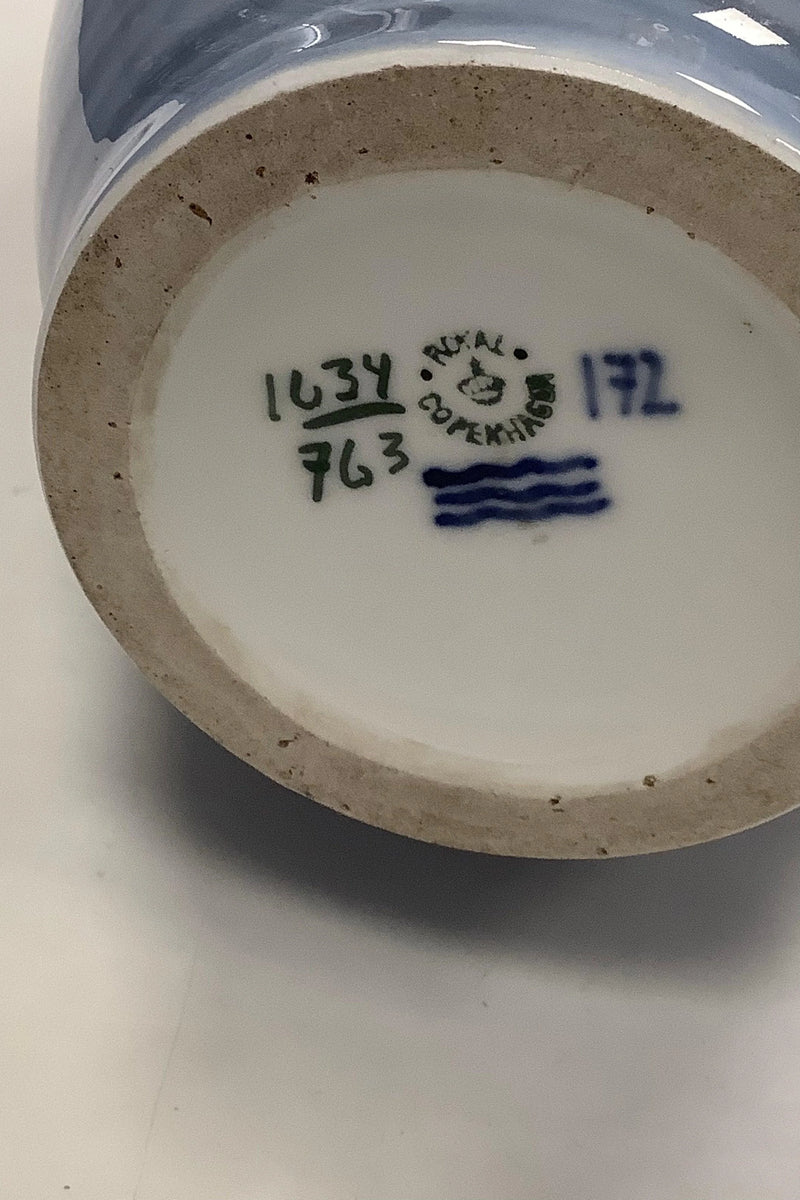 1634
763
ROYAL
COPENHAGEN
172